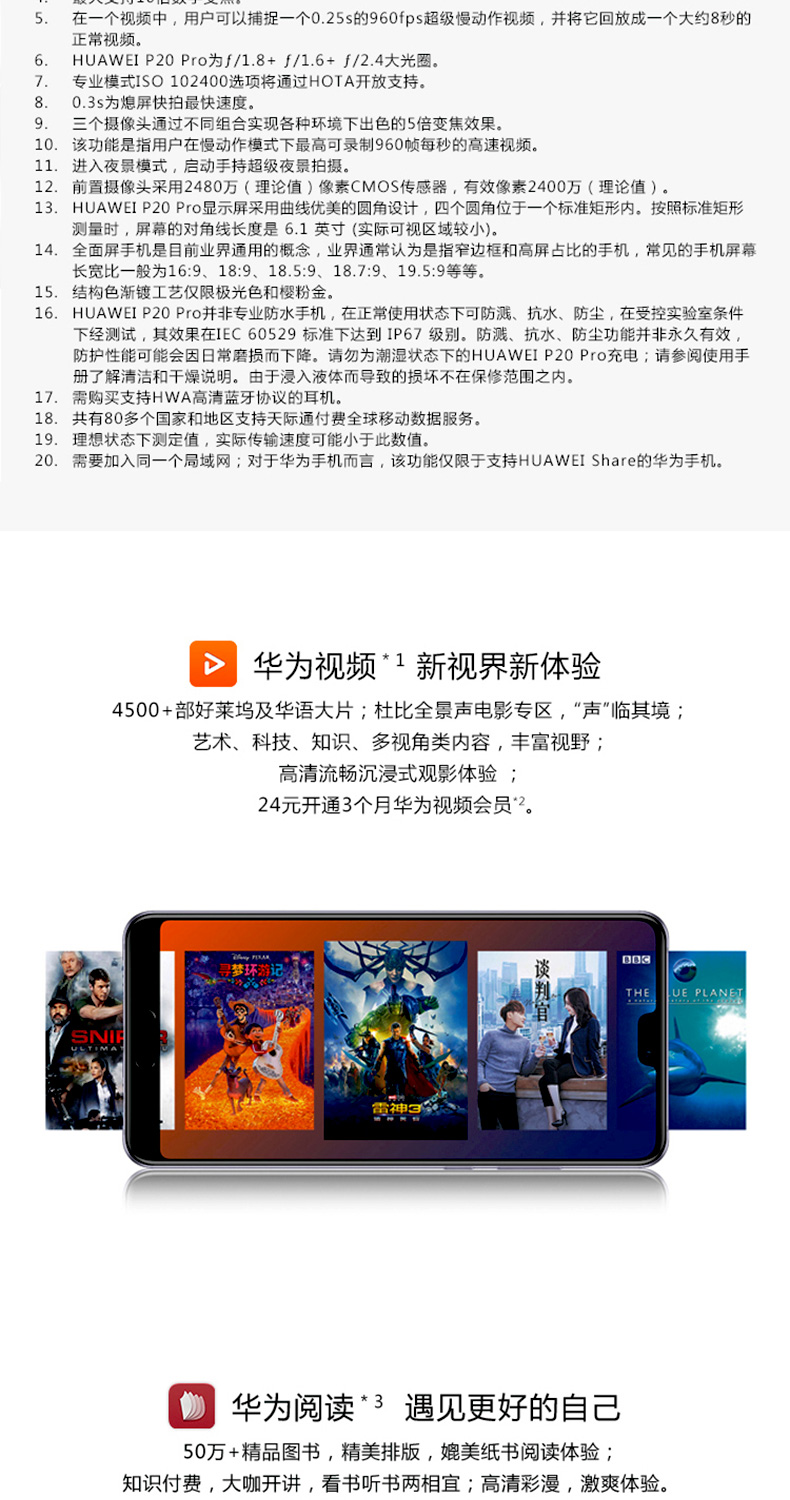 5. 在一个视频中，用户可以捕捉一个0.25s的960fps超级慢动作视频，并将它回放成一个大约8秒的
正常视频。
6. HUAWEI P20 Pro为ƒ/1.8+ ƒ/1.6+ ƒ/2.4大光圈。
7. 专业模式ISO 102400选项将通过HOTA开放支持。
8. 0.3s为熄屏快拍最快速度。
9. 三个摄像头通过不同组合实现各种环境下出色的5倍变焦效果。
10. 该功能是指用户在慢动作模式下最高可录制960帧每秒的高速视频。
11. 进入夜景模式，启动手持超级夜景拍摄。
12. 前置摄像头采用2480万（理论值）像素CMOS传感器，有效像素2400万（理论值）。
13. HUAWEI P20 Pro显示屏采用曲线优美的圆角设计，四个圆角位于一个标准矩形内。按照标准矩形
测量时，屏幕的对角线长度是 6.1 英寸 (实际可视区域较小)。
14. 全面屏手机是目前业界通用的概念，业界通常认为是指窄边框和高屏占比的手机，常见的手机屏幕
长宽比一般为16:9、18:9、18.5:9、18.7:9、19.5:9等等。
15. 结构色渐镀工艺仅限极光色和樱粉金。
16. HUAWEI P20 Pro并非专业防水手机，在正常使用状态下可防溅、抗水、防尘，在受控实验室条件
下经测试，其效果在IEC 60529 标准下达到 IP67 级别。防溅、抗水、防尘功能并非永久有效，
防护性能可能会因日常磨损而下降。请勿为潮湿状态下的HUAWEI P20 Pro充电；请参阅使用手
册了解清洁和干燥说明。由于浸入液体而导致的损坏不在保修范围之内。
17. 需购买支持HWA高清蓝牙协议的耳机。
18. 共有80多个国家和地区支持天际通付费全球移动数据服务。
19. 理想状态下测定值，实际传输速度可能小于此数值。
20. 需要加入同一个局域网；对于华为手机而言，该功能仅限于支持HUAWEI Share的华为手机。
华为视频*1 新视界新体验
4500+部好莱坞及华语大片；杜比全景声电影专区，“声”临其境；
艺术、科技、知识、多视角类内容，丰富视野；
高清流畅沉浸式观影体验 ；
24元开通3个月华为视频会员*2。
Disney PIXAR
寻梦环游记
谈判官
BBC
THE UE PLANET
SNIP R
ULTIMA
雷神3
华为阅读*3 遇见更好的自己
50万+精品图书，精美排版，媲美纸书阅读体验；
知识付费，大咖开讲，看书听书两相宜；高清彩漫，激爽体验。